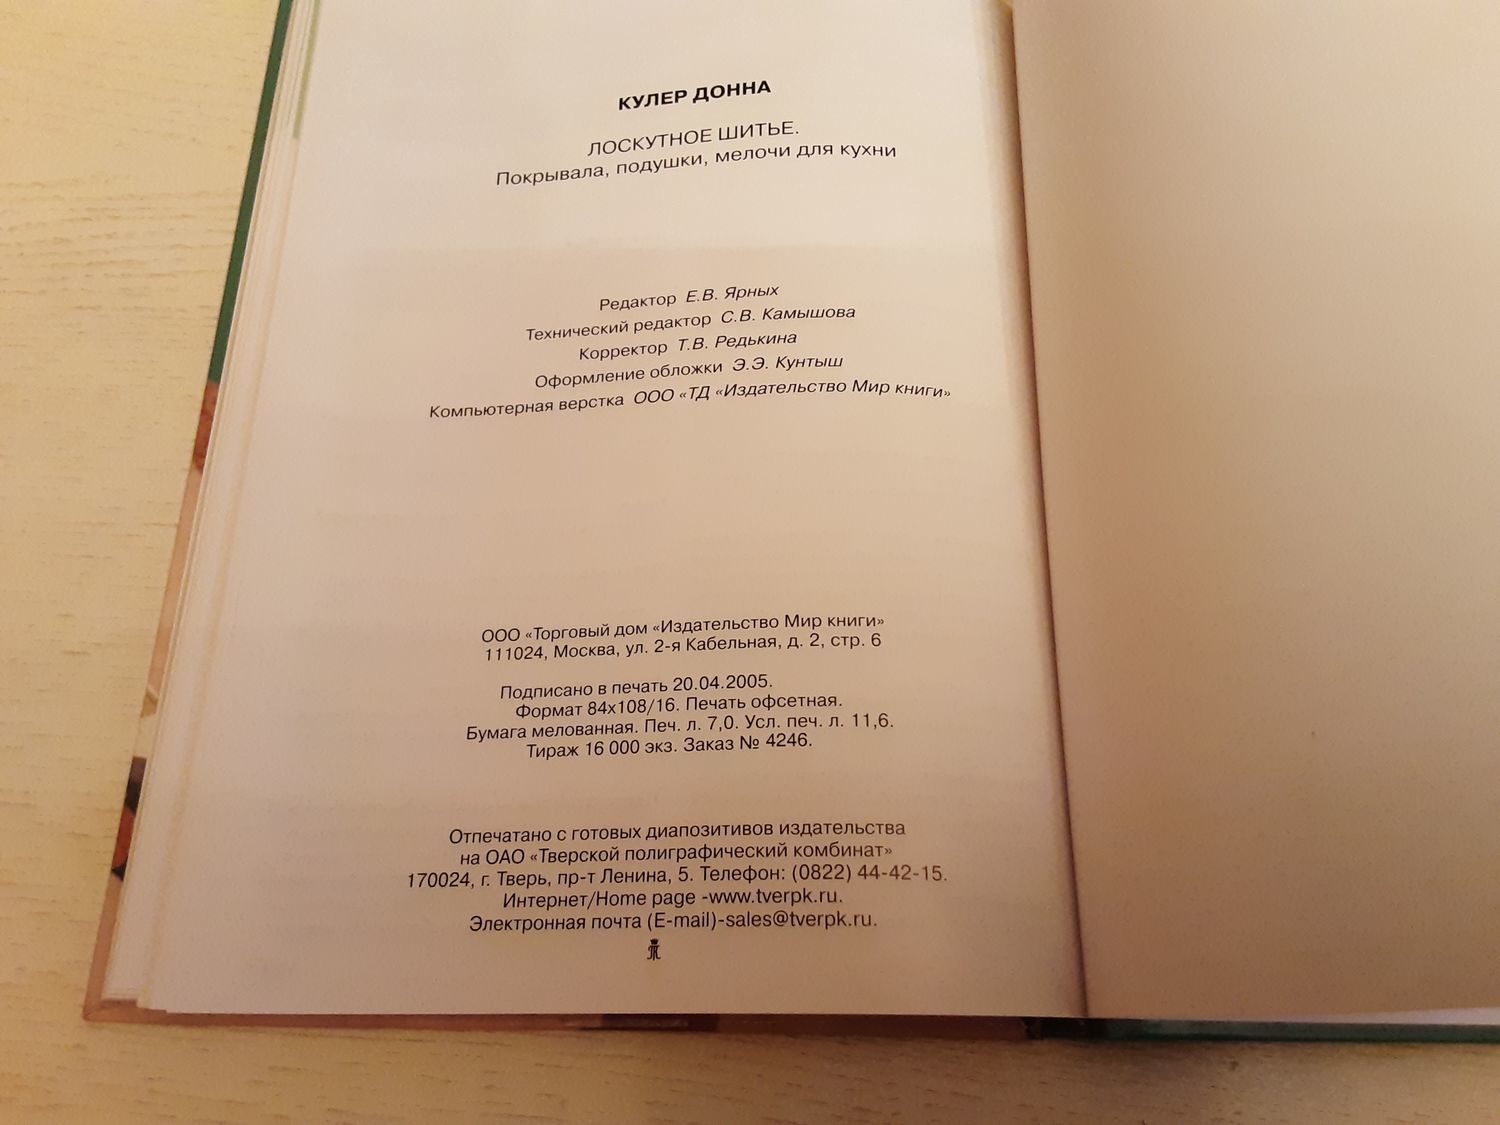 КУЛЕР ДОННА
ЛОСКУТНОЕ ШИТЬЕ.
Покрывала, подушки, мелочи для кухни
Редактор Е.В. Ярных
Технический редактор С.В. Камышова
Корректор Т.В. Редькина
Оформление обложки Э.Э. Кунтыш
Компьютерная верстка ООО «ТД «Издательство Мир книги»
ООО «Торговый дом «Издательство Мир книги»
111024, Москва, ул. 2-я Кабельная, д. 2, стр. 6
Подписано в печать 20.04.2005.
Формат 84х108/16. Печать офсетная.
Бумага мелованная. Печ. л. 7,0. Усл. печ. л. 11,6.
Тираж 16 000 экз. Заказ № 4246.
Отпечатано с готовых диапозитивов издательства
на ОАО «Тверской полиграфический комбинат»
170024, г. Тверь, пр-т Ленина, 5. Телефон: (0822) 44-42-15.
Интернет/Home page -www.tverpk.ru.
Электронная почта (E-mail)-sales@tverpk.ru.